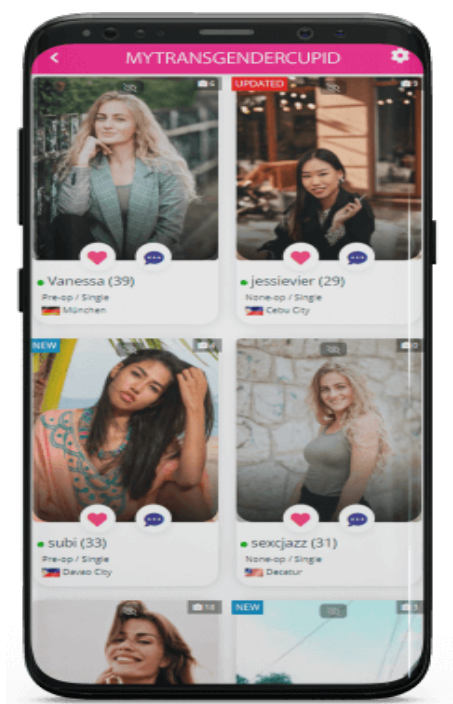 MYTRANSGENDERCUPID
6
UPDATED
Vanessa (39)
Pre-op / Single
München
jessievier (29)
None-op / Single
Cebu City
NEW
subi (33)
Pre-op / Single
Davao City
sexcjazz (31)
None-op / Single
Decatur
NEW